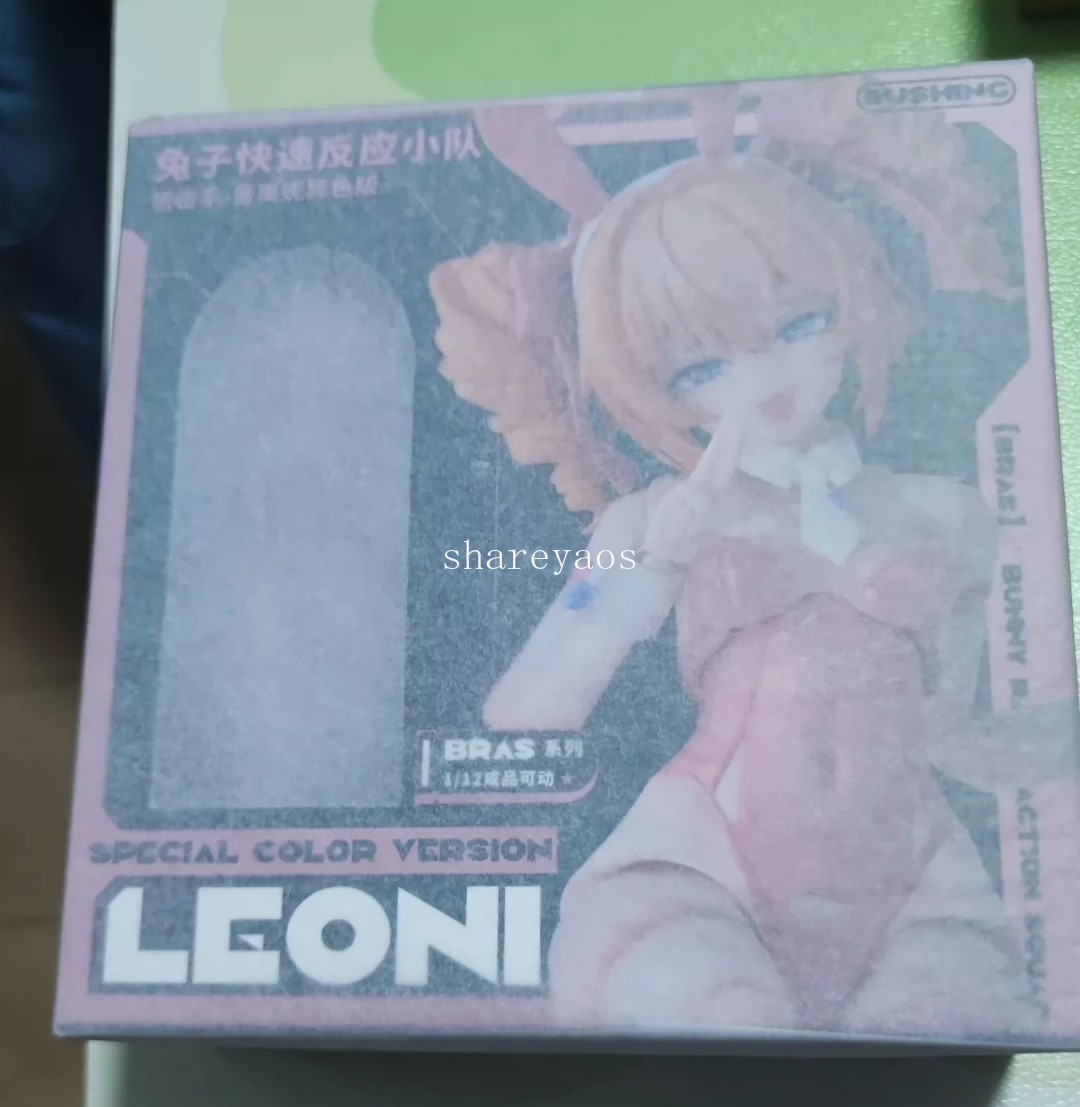 BUSHING
兔子快速反应小队
shareyaos
BRAS 系列
1/12成品可动
SPECIAL COLOR VERSION
LEONI
[BRAS] BUNNY
ACTION